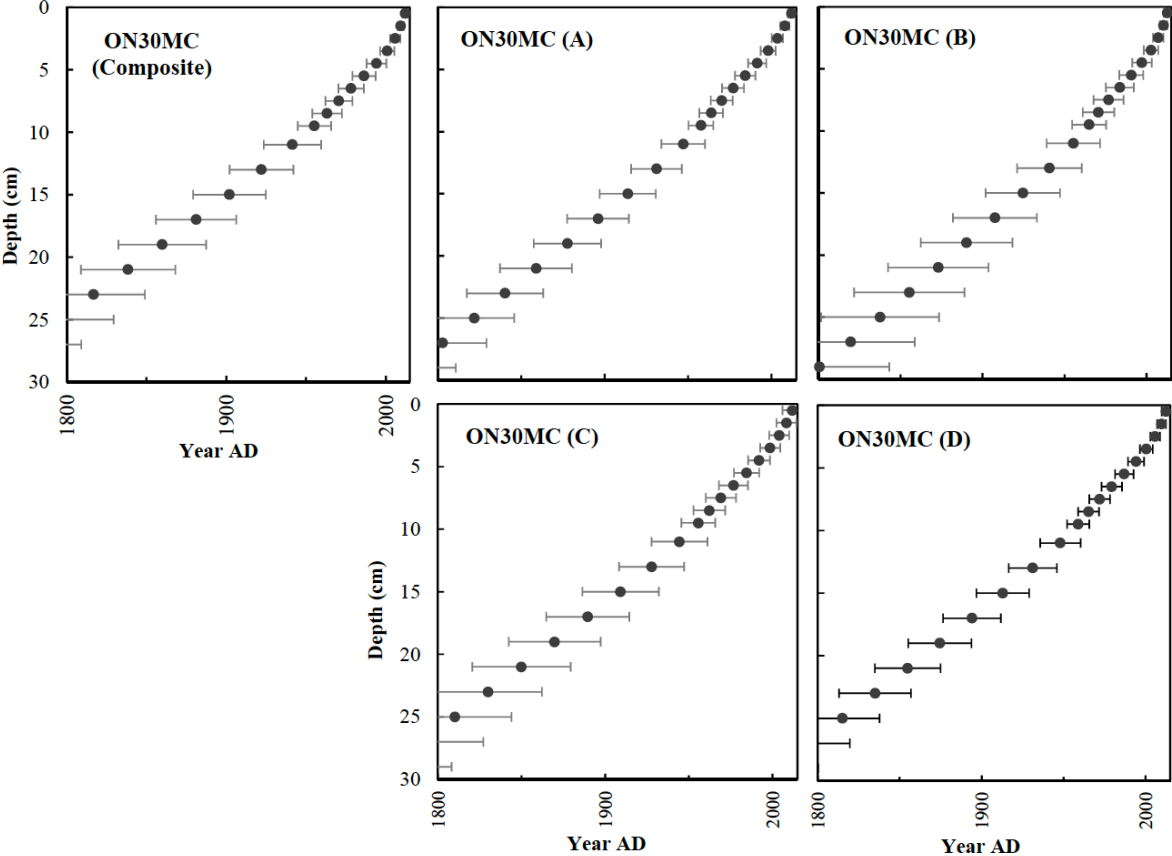 ON30MC
(Composite)
ON30MC (A)
ON30MC (B)
0
5
10
15
20
25
30
Depth (cm)
1800
1900
2000
Year AD
ON30MC (C)
ON30MC (D)
0
5
10
15
20
25
30
Depth (cm)
1800
1900
2000
Year AD
1800
1900
2000
Year AD